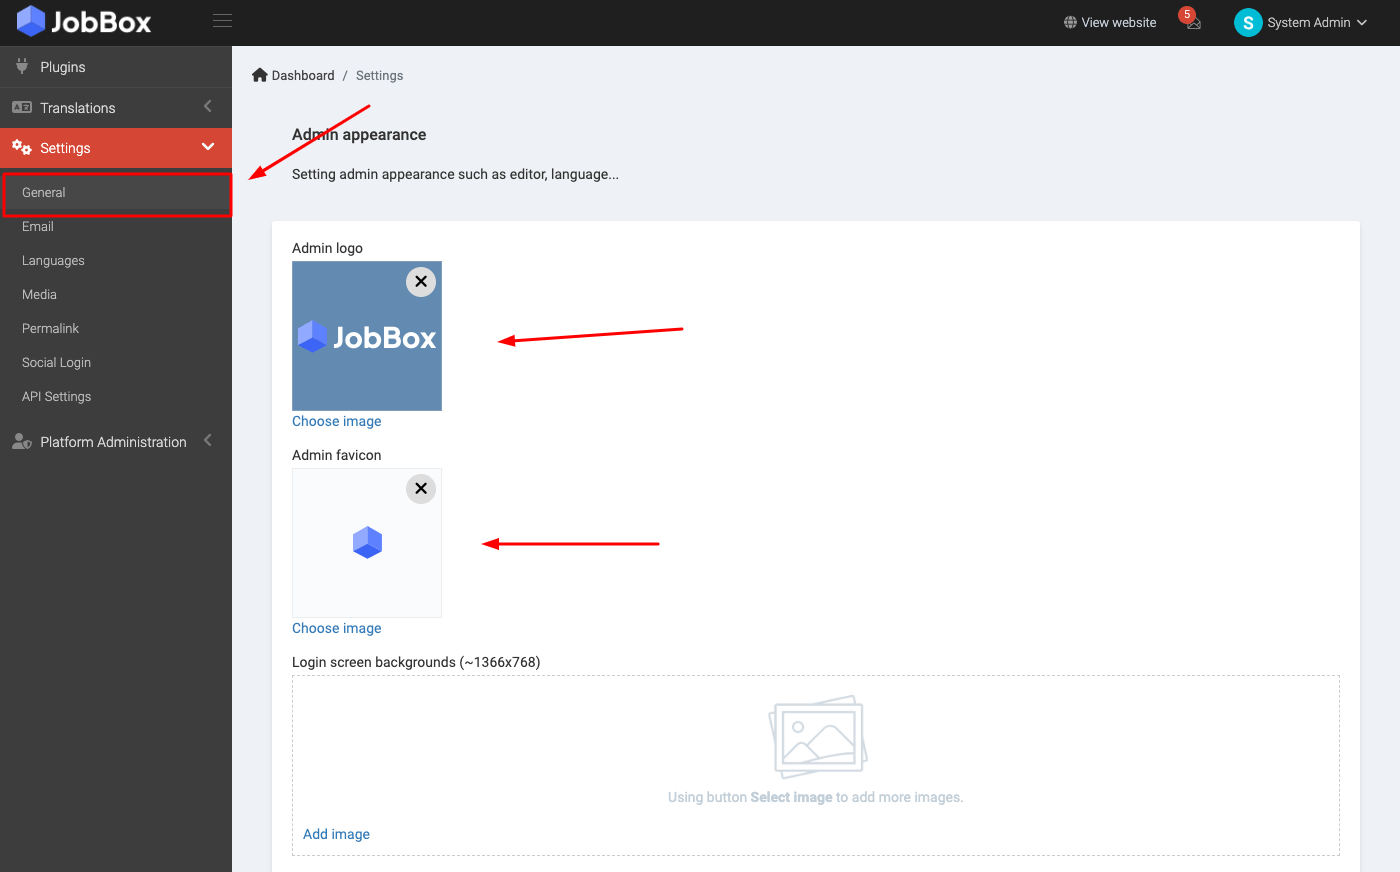 JobBox
View website
5
S
System Admin
Plugins
Translations
Settings
General
Email
Languages
Media
Permalink
Social Login
API Settings
Platform Administration
Dashboard / Settings
Admin appearance
Setting admin appearance such as editor, language...
Admin logo
JobBox
Choose image
Admin favicon
Choose image
Login screen backgrounds (~1366x768)
Using button Select image to add more images.
Add image